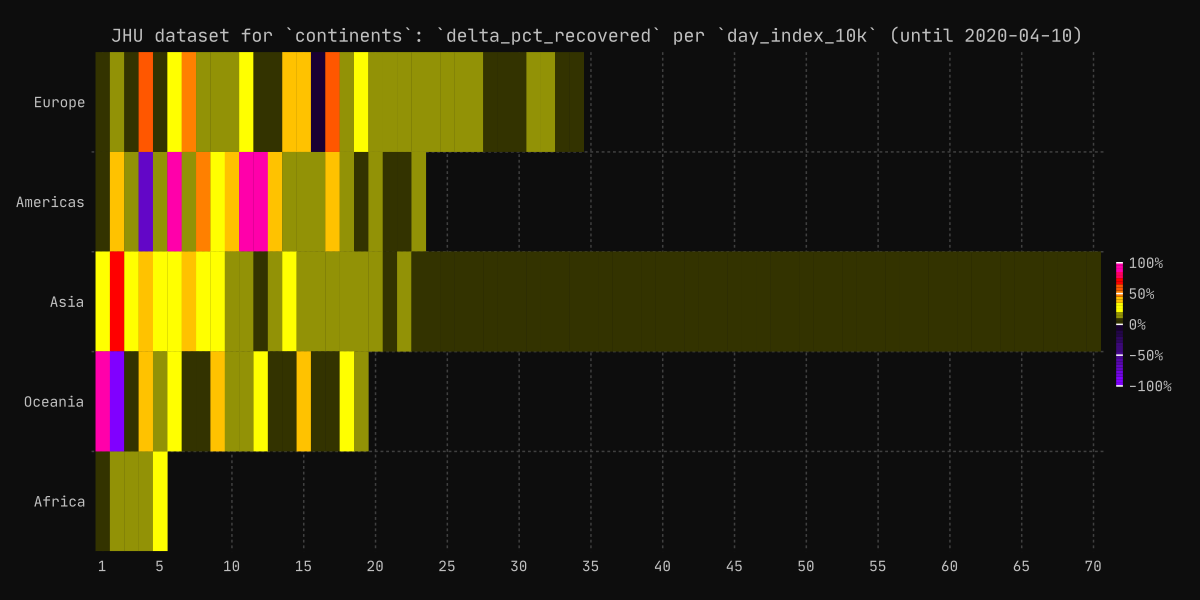 JHU dataset for `continents`: `delta_pct_recovered` per `day_index_10k` (until 2020-04-10)
Europe
Americas
Asia
Oceania
Africa
100%
50%
0%
-50%
-100%
1 5 10 15 20 25 30 35 40 45 50 55 60 65 70